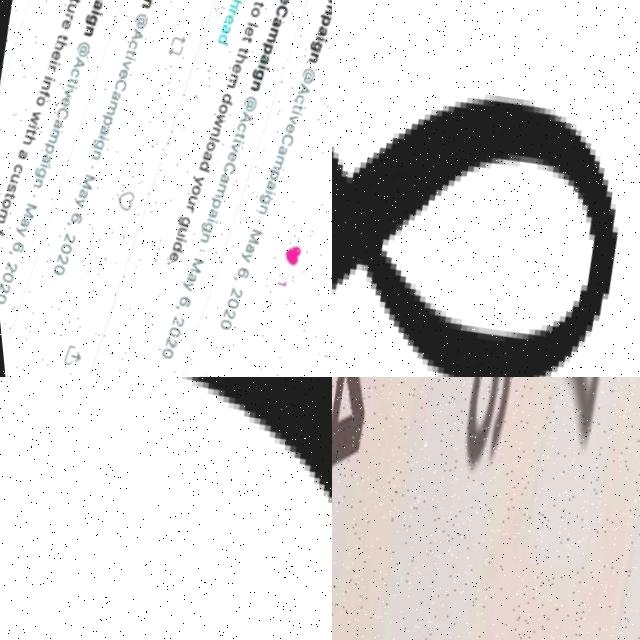 paign @ActiveCampaign May 6, 2020
Campaign @ActiveCampaign May 6, 2020
to let them download your guide
@ActiveCampaign May 6, 2020
aign @ActiveCampaign May 6, 2020
ure their info with a custom